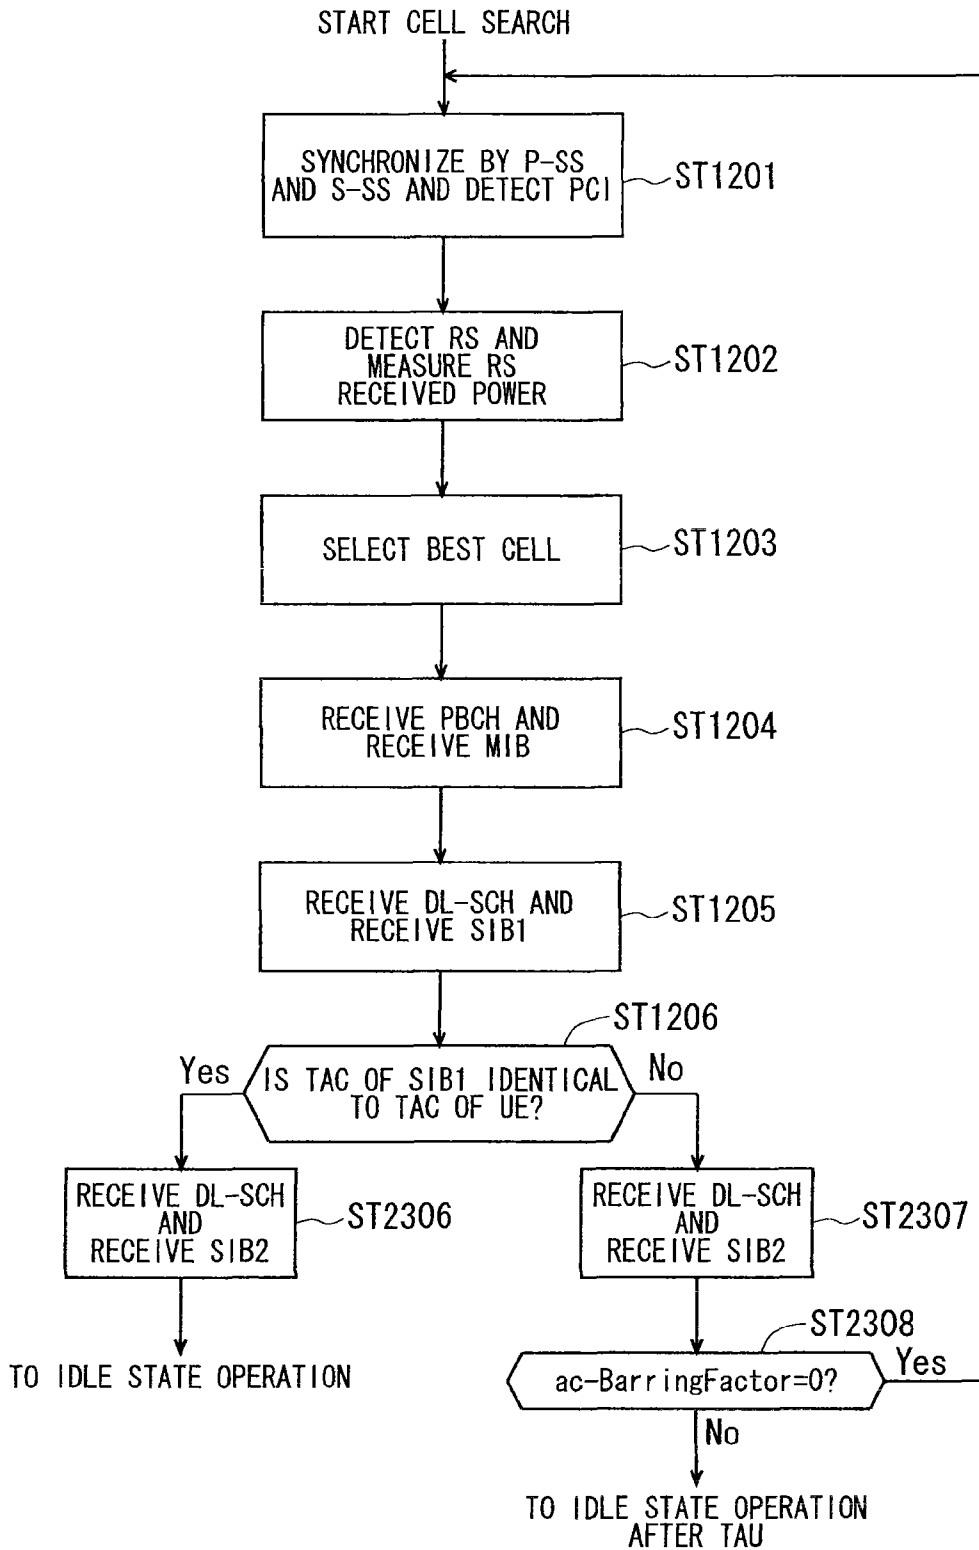 START CELL SEARCH
SYNCHRONIZE BY P-SS
AND S-SS AND DETECT PCI
ST1201
DETECT RS AND
MEASURE RS
RECEIVED POWER
ST1202
SELECT BEST CELL
ST1203
RECEIVE PBCH AND
RECEIVE MIB
ST1204
RECEIVE DL-SCH AND
RECEIVE SIB1
ST1205
ST1206
Yes
IS TAC OF SIB1 IDENTICAL
TO TAC OF UE?
No
RECEIVE DL-SCH
AND
RECEIVE SIB2
ST2306
RECEIVE DL-SCH
AND
RECEIVE SIB2
ST2307
TO IDLE STATE OPERATION
ST2308
ac-BarringFactor=0?
Yes
No
TO IDLE STATE OPERATION
AFTER TAU